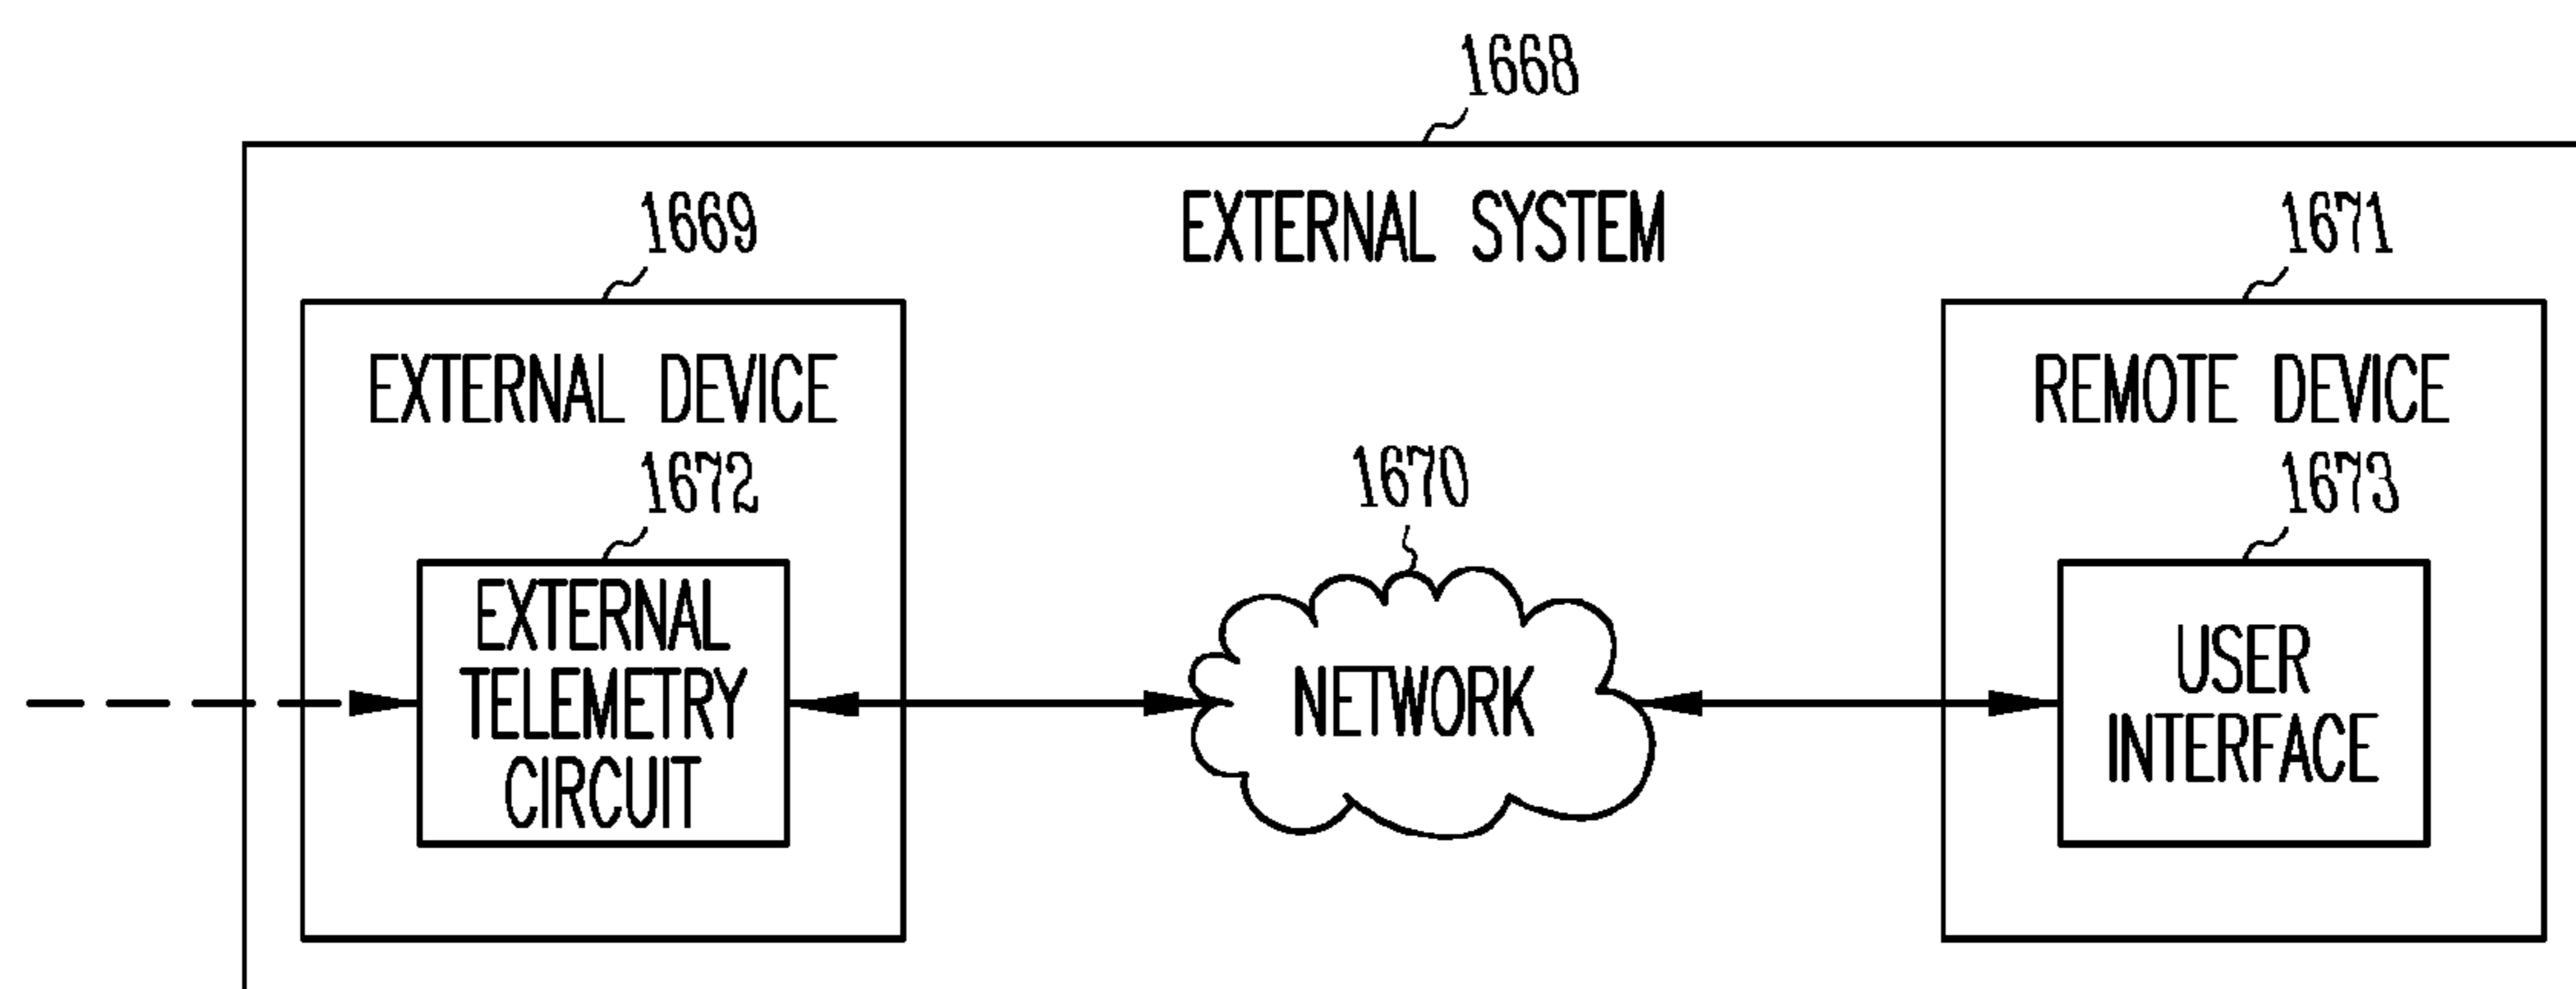 1668
EXTERNAL SYSTEM
1669
EXTERNAL DEVICE
1672
EXTERNAL
TELEMETRY
CIRCUIT
1670
NETWORK
1671
REMOTE DEVICE
1673
USER
INTERFACE